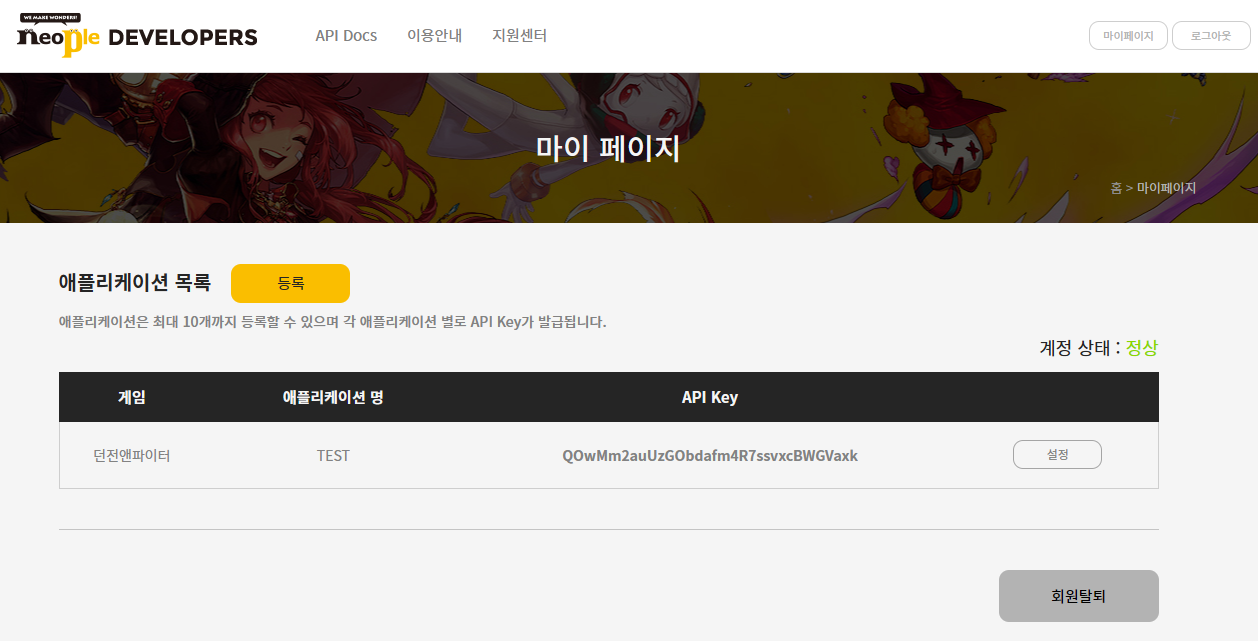 WE MAKE WONDERS!
neople DEVELOPERS
API Docs 이용안내 지원센터
마이페이지 로그아웃
마이 페이지
홈 > 마이페이지
애플리케이션 목록 등록
애플리케이션은 최대 10개까지 등록할 수 있으며 각 애플리케이션 별로 API Key가 발급됩니다.
계정 상태 : 정상
게임 애플리케이션 명 API Key
던전앤파이터 TEST QOwMm2auUzGObdafm4R7ssvxcBWGVaxk 설정
회원탈퇴